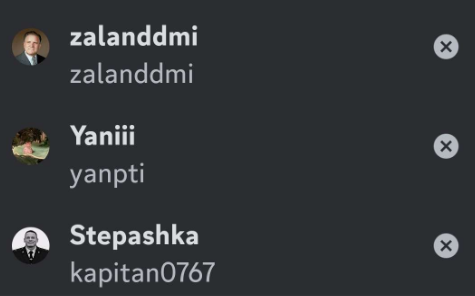 zalanddmi
zalanddmi
Yaniii
yanpti
Stepashka
kapitan0767